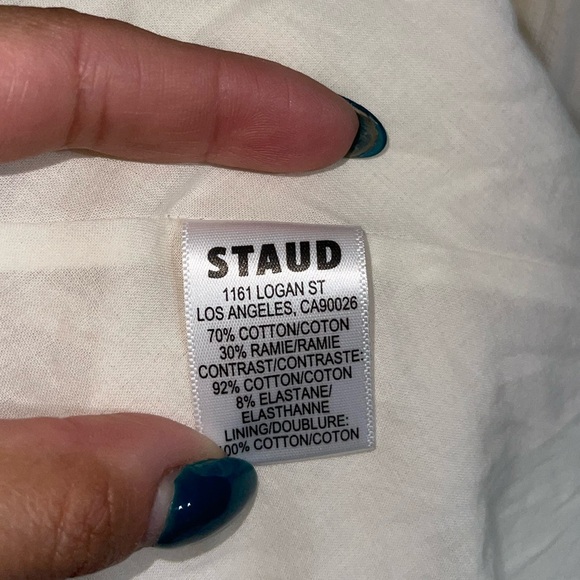 STAUD
1161 LOGAN ST
LOS ANGELES, CA90026
70% COTTON/COTON
30% RAMIE/RAMIE
CONTRAST/CONTRASTE:
92% COTTON/COTON
8% ELASTANE/
ELASTHANNE
LINING/DOUBLURE:
100% COTTON/COTON